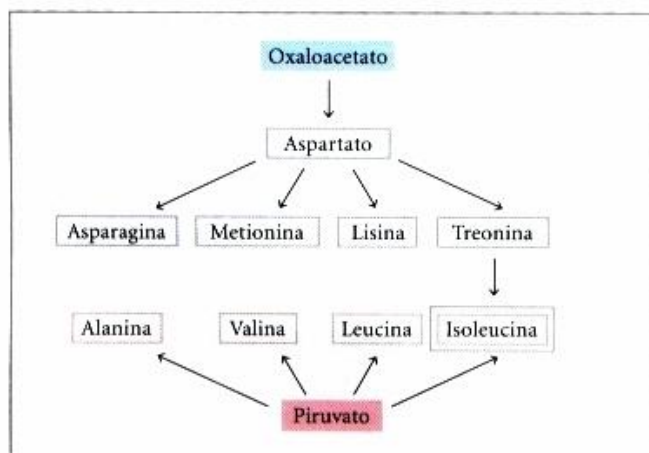 Oxaloacetato
Aspartato
Asparagina Metionina Lisina Treonina
Alanina Valina Leucina Isoleucina
Piruvato